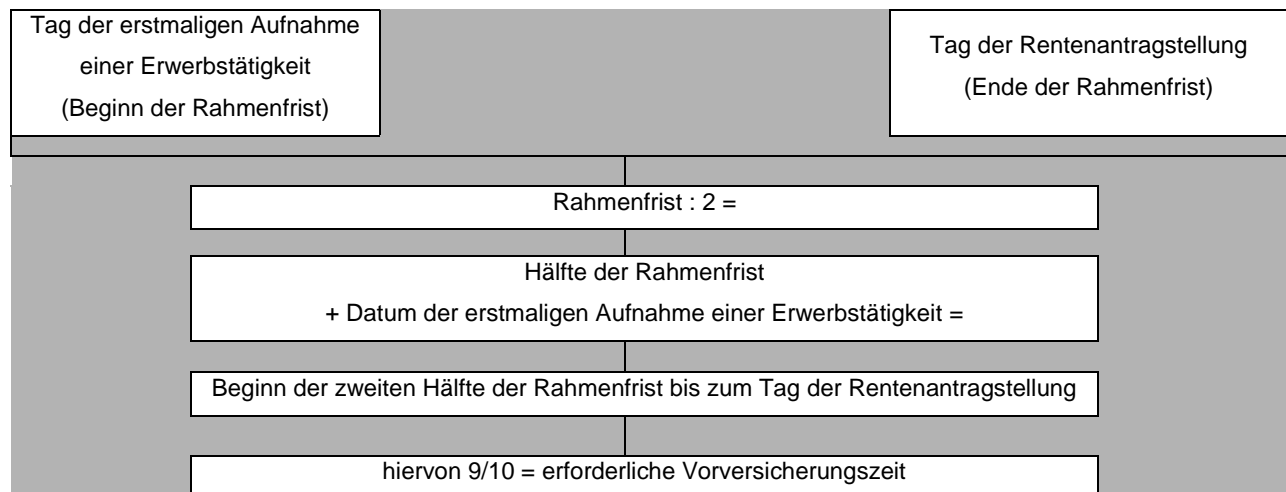 Tag der erstmaligen Aufnahme
einer Erwerbstätigkeit
(Beginn der Rahmenfrist)
Tag der Rentenantragstellung
(Ende der Rahmenfrist)
Rahmenfrist : 2 =
Hälfte der Rahmenfrist
+ Datum der erstmaligen Aufnahme einer Erwerbstätigkeit =
Beginn der zweiten Hälfte der Rahmenfrist bis zum Tag der Rentenantragstellung
hiervon 9/10 = erforderliche Vorversicherungszeit